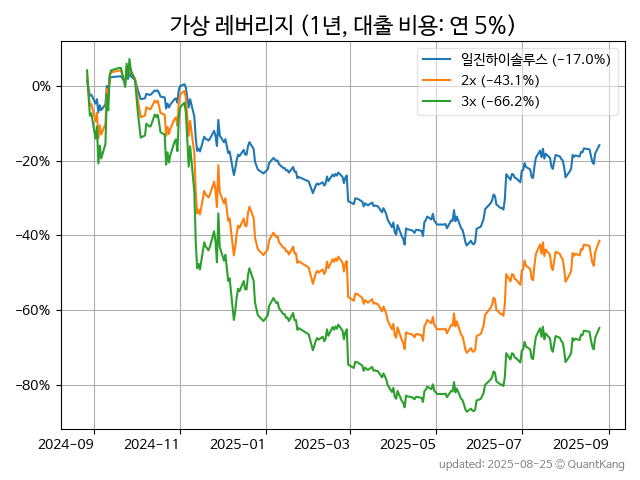 가상 레버리지 (1년, 대출 비용: 연 5%)
일진하이솔루스 (−17.0%)
2x (−43.1%)
3x (−66.2%)
0%
−20%
−40%
−60%
−80%
2024-09 2024-11 2025-01 2025-03 2025-05 2025-07 2025-09
updated: 2025-08-25 © QuantKang